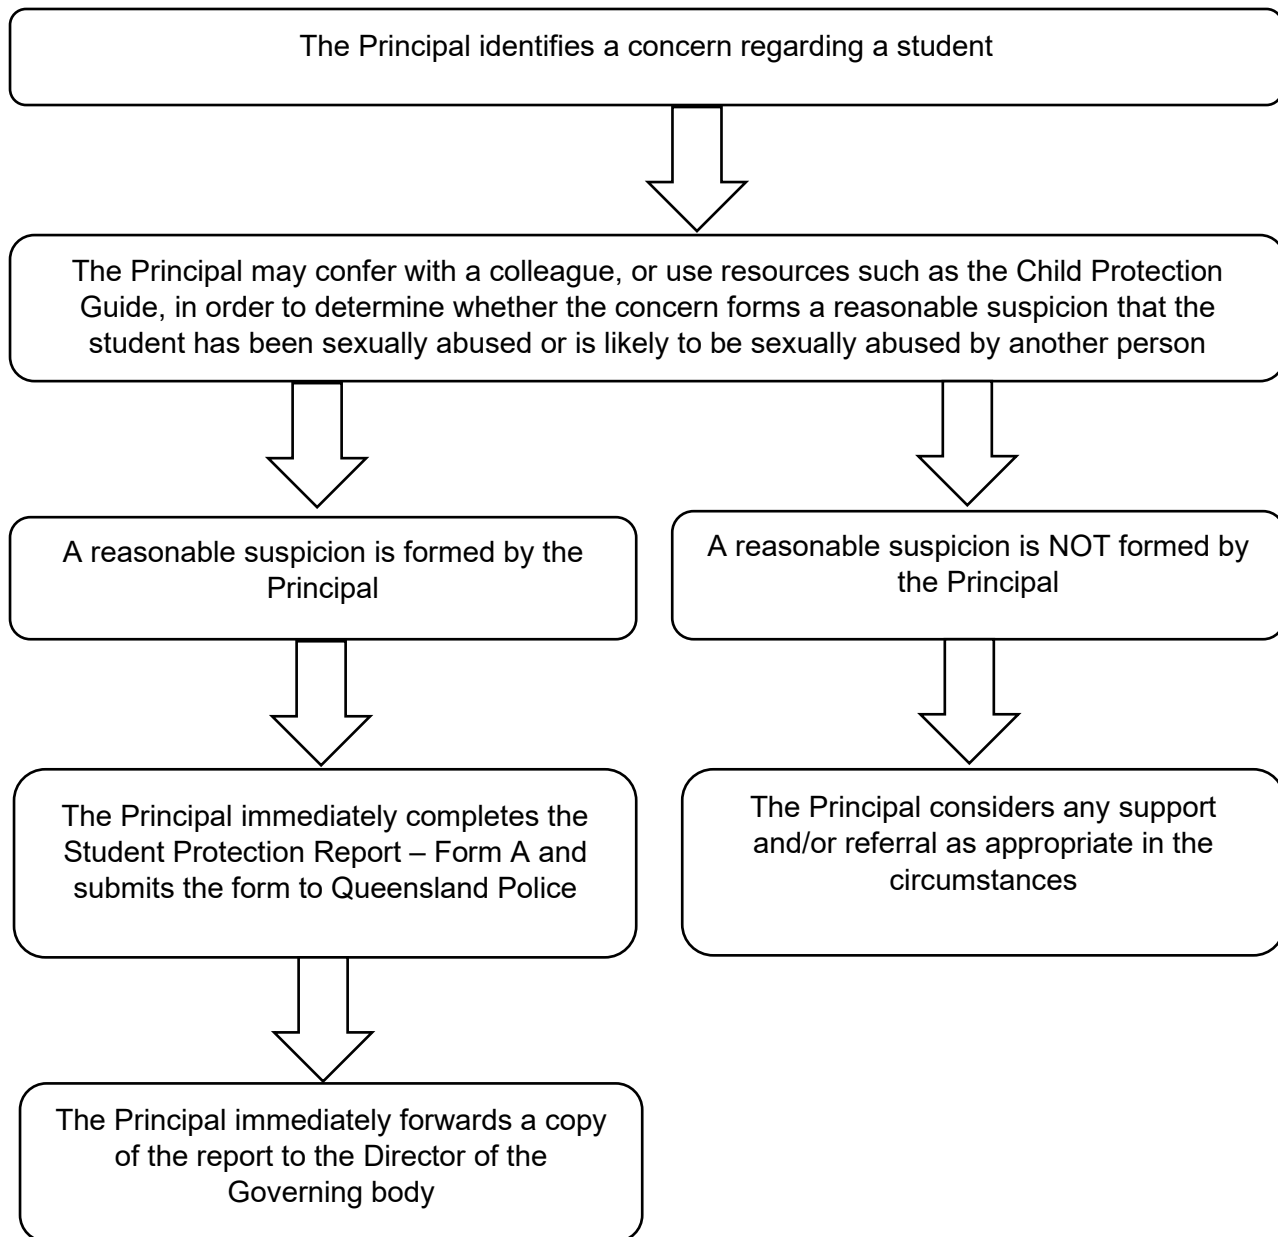 The Principal identifies a concern regarding a student
The Principal may confer with a colleague, or use resources such as the Child Protection
Guide, in order to determine whether the concern forms a reasonable suspicion that the
student has been sexually abused or is likely to be sexually abused by another person
A reasonable suspicion is formed by the
Principal
A reasonable suspicion is NOT formed by
the Principal
The Principal immediately completes the
Student Protection Report – Form A and
submits the form to Queensland Police
The Principal considers any support
and/or referral as appropriate in the
circumstances
The Principal immediately forwards a copy
of the report to the Director of the
Governing body